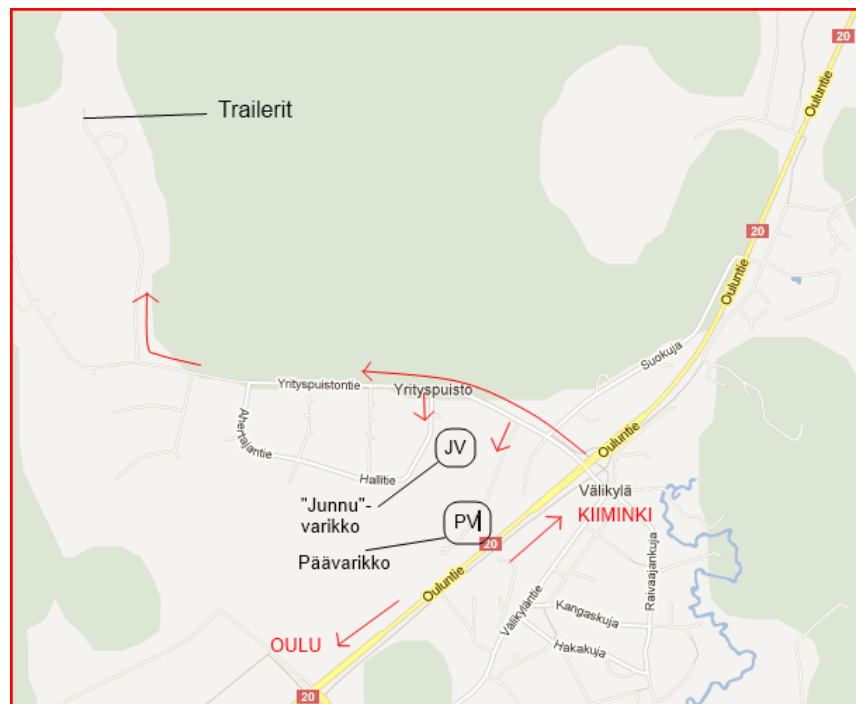 20
Ouluntie
Trailerit
20
Ouluntie
Suokuja
Yrityspuistontie
Yrityspuisto
Ahertajantie
Ouluntie
JV
Hallitie
Välikylä
"Junnu"-
varikko
PV
KIIMINKI
20
Päävarikko
Raivaajankuja
Ouluntie
Välikyläntie
Kangaskuja
OULU
Hakakuja
20